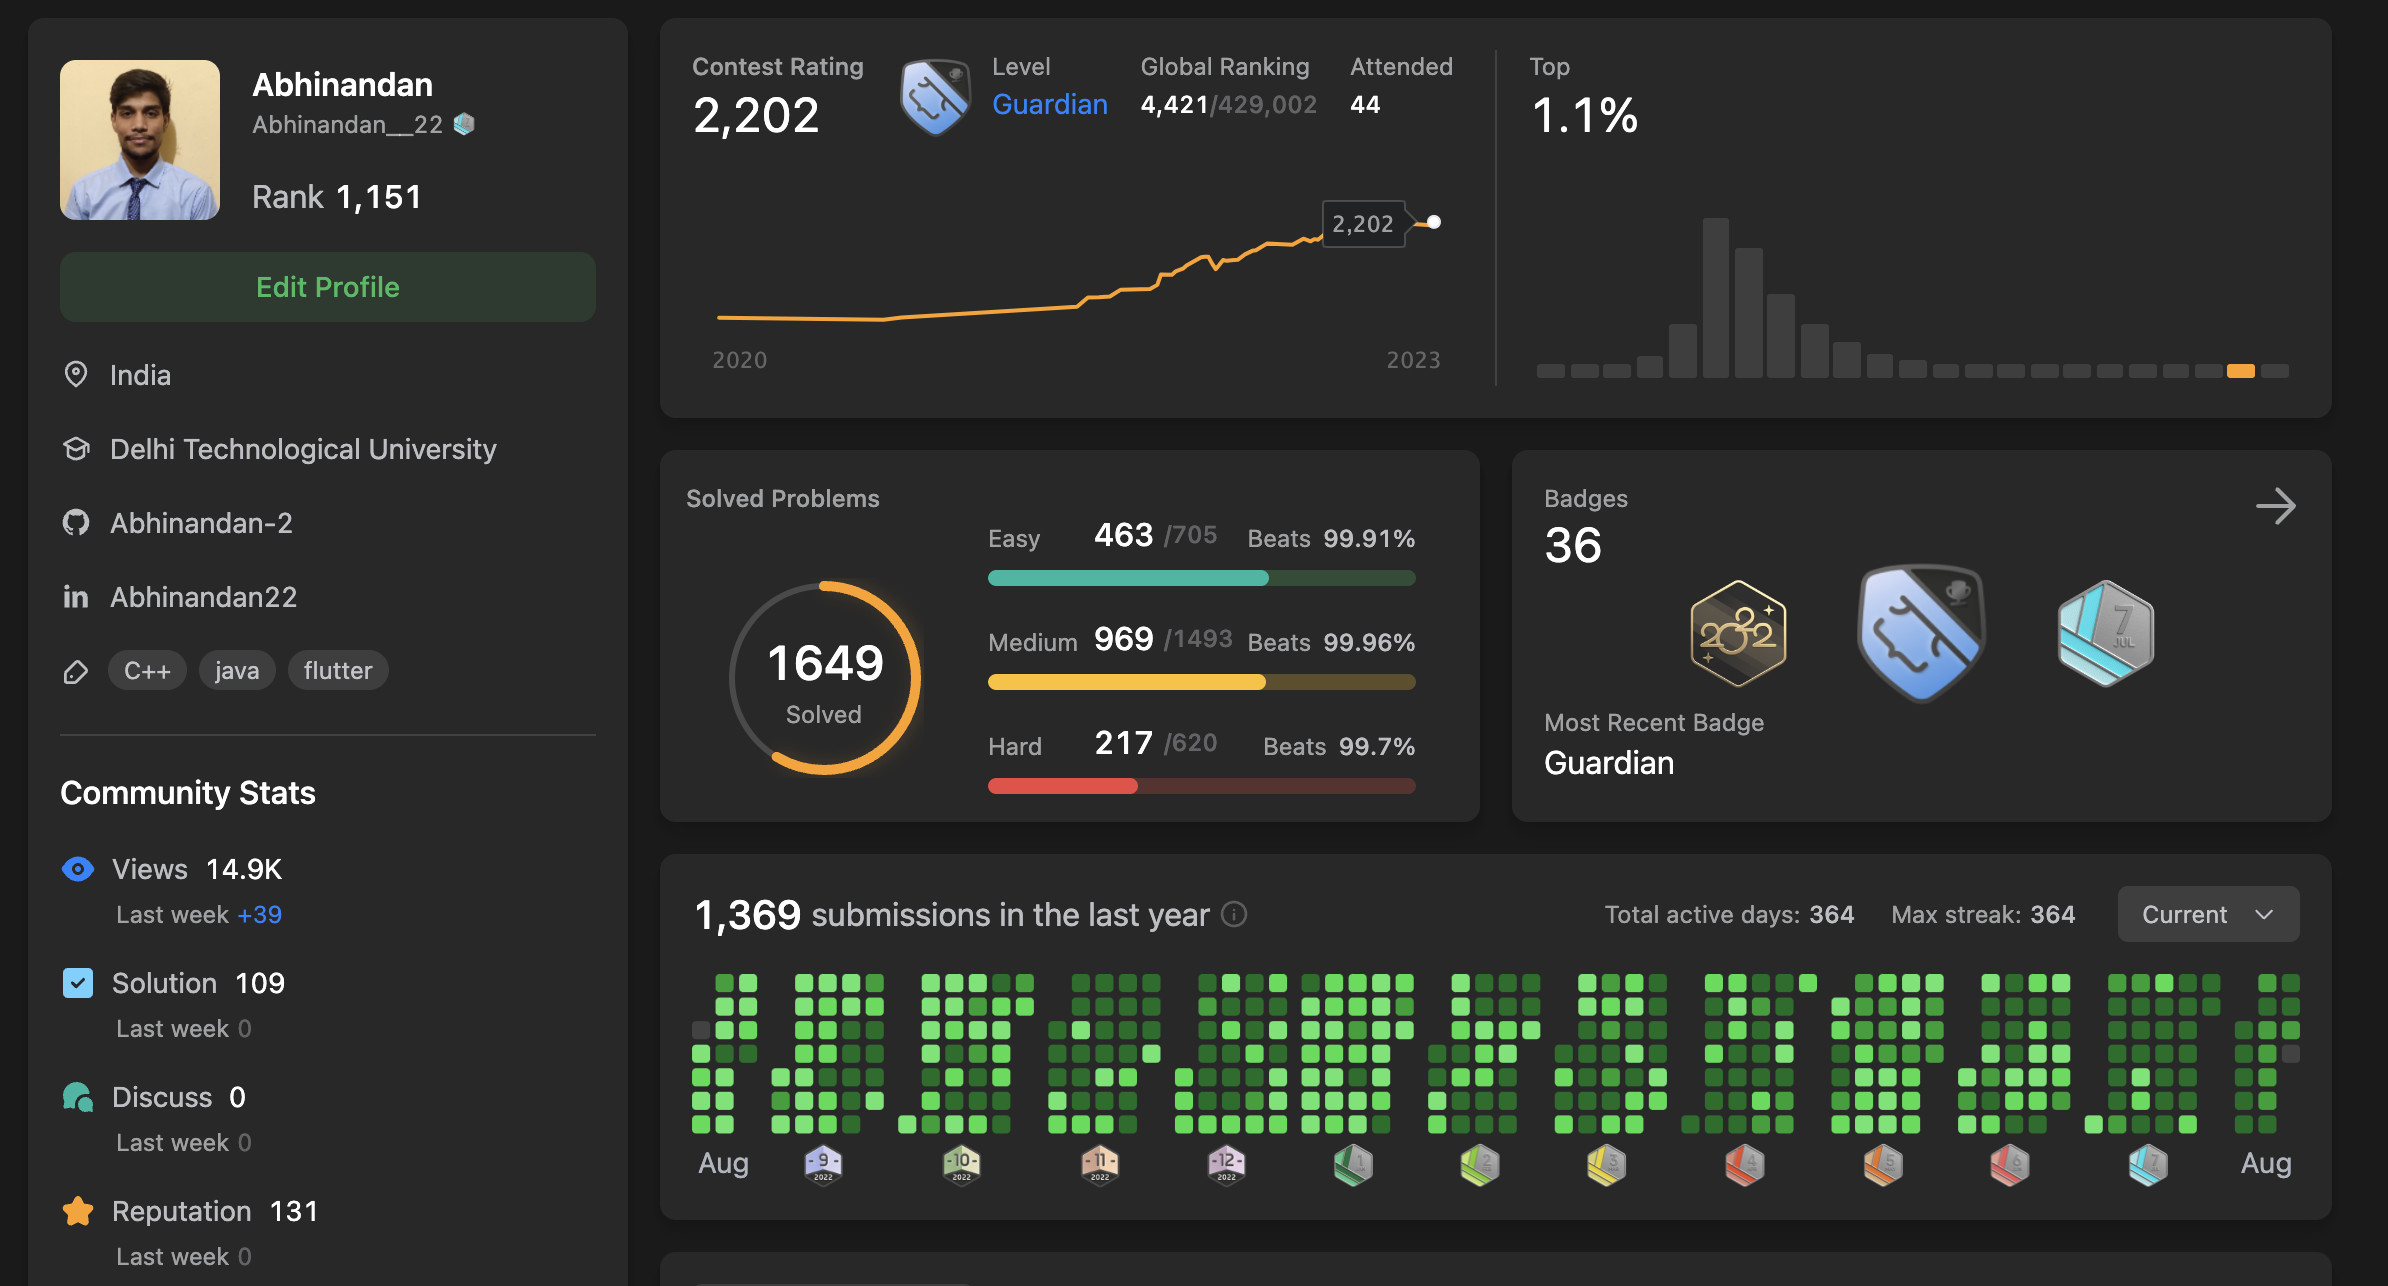 Abhinandan
Abhinandan__22
Rank 1,151
Edit Profile
India
Delhi Technological University
Abhinandan-2
in Abhinandan22
C++ java flutter
Community Stats
Views 14.9K
Last week +39
Solution 109
Last week 0
Discuss 0
Last week 0
Reputation 131
Last week 0
Contest Rating
2,202
Level
Guardian
Global Ranking
4,421/429,002
Attended
44
2,202
2020 2023
Top
1.1%
Solved Problems
1649
Solved
Easy 463 /705 Beats 99.91%
Medium 969 /1493 Beats 99.96%
Hard 217 /620 Beats 99.7%
Badges
36
2022
7
JUL
Most Recent Badge
Guardian
1,369 submissions in the last year
Total active days: 364 Max streak: 364 Current
Aug
-9-
2022
-10-
2022
-11-
2022
-12-
2022
1
2
3
4
5
6
7
Aug